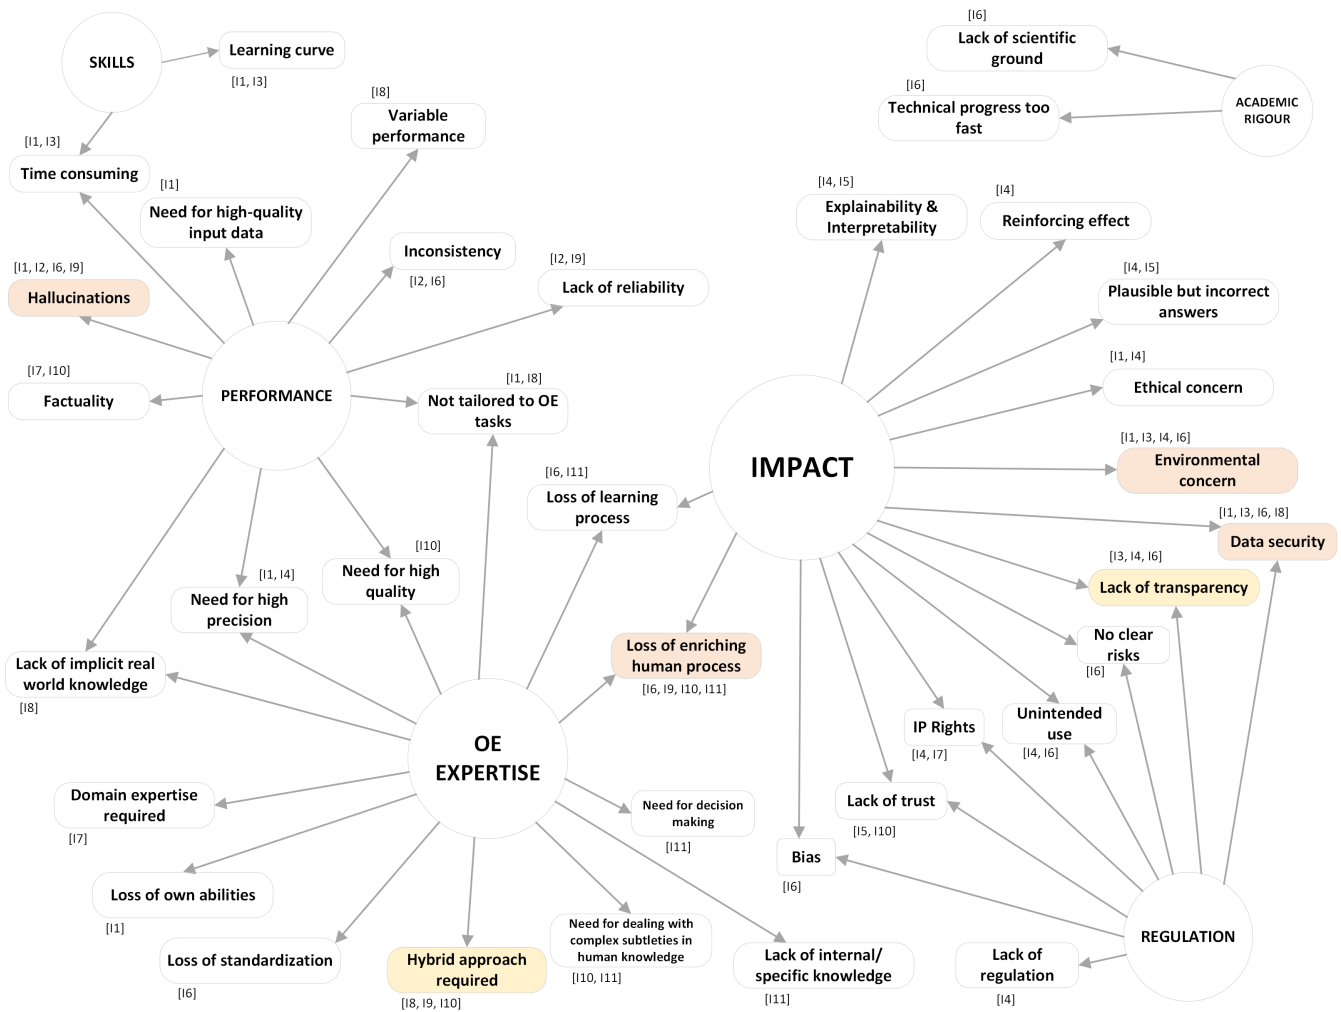 SKILLS
Learning curve
[I1, I3]
[I1, I3]
Time consuming
[I8]
Variable
performance
[I1]
Need for high-quality
input data
Inconsistency
[I2, I6]
[I1, I2, I6, I9]
Hallucinations
[I2, I9]
Lack of reliability
[I7, I10]
Factuality
PERFORMANCE
[I1, I8]
Not tailored to OE
tasks
[I10]
Need for high
quality
[I1, I4]
Need for high
precision
Lack of implicit real
world knowledge
[I8]
[I6]
Lack of scientific
ground
[I6]
Technical progress too
fast
ACADEMIC
RIGOUR
[I4, I5]
Explainability &
Interpretability
[I4]
Reinforcing effect
[I4, I5]
Plausible but incorrect
answers
[I1, I4]
Ethical concern
IMPACT
[I1, I3, I4, I6]
Environmental
concern
[I1, I3, I6, I8]
Data security
[I3, I4, I6]
Lack of transparency
No clear
risks
[I6]
Unintended
use
[I4, I6]
IP Rights
[I4, I7]
Lack of trust
[I5, I10]
Bias
[I6]
[I6, I11]
Loss of learning
process
Loss of enriching
human process
[I6, I9, I10, I11]
OE
EXPERTISE
Domain expertise
required
[I7]
Loss of own abilities
[I1]
Loss of standardization
[I6]
Hybrid approach
required
[I8, I9, I10]
Need for decision
making
[I11]
Need for dealing with
complex subtleties in
human knowledge
[I10, I11]
Lack of internal/
specific knowledge
[I11]
REGULATION
Lack of
regulation
[I4]